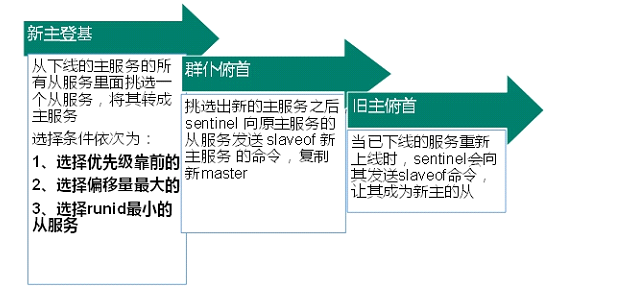 新主登基
从下线的主服务的所
有从服务里面挑选一
个从服务，将其转成
主服务
选择条件依次为：
1、选择优先级靠前的
2、选择偏移量最大的
3、选择runid最小的
从服务
群仆俯首
挑选出新的主服务之后，
sentinel 向原主服务的
从服务发送 slaveof 新
主服务 的命令，复制
新master
旧主俯首
当已下线的服务重新
上线时，sentinel会向
其发送slaveof命令，
让其成为新主的从